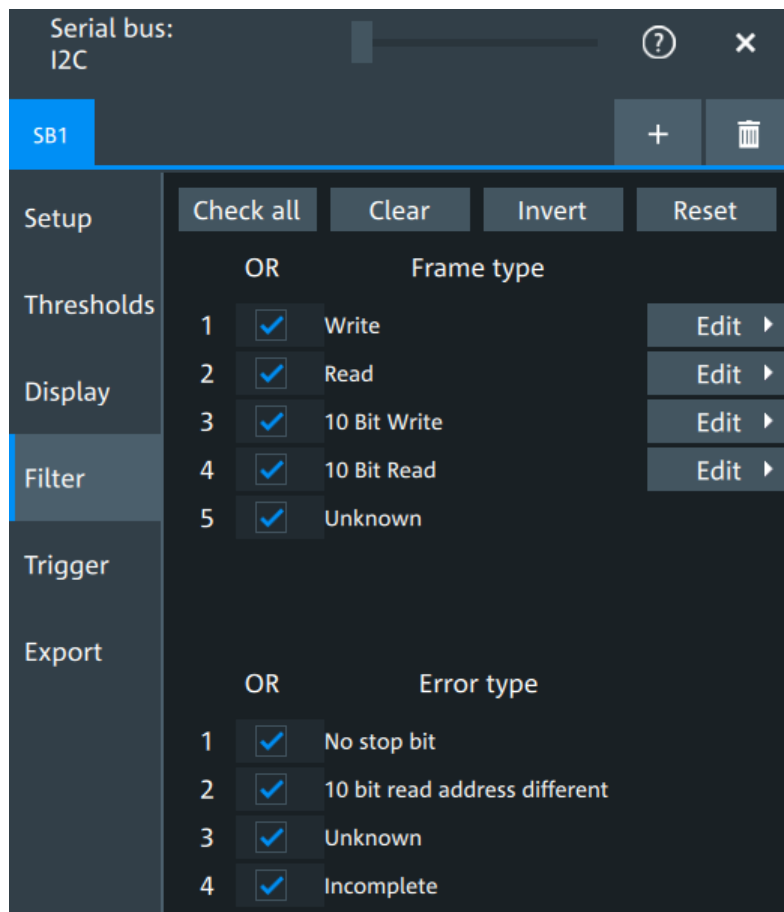 Serial bus:
I2C
?
SB1
+
Setup
Thresholds
Display
Filter
Trigger
Export
Check all Clear Invert Reset
OR Frame type
1 Write Edit
2 Read Edit
3 10 Bit Write Edit
4 10 Bit Read Edit
5 Unknown
OR Error type
1 No stop bit
2 10 bit read address different
3 Unknown
4 Incomplete